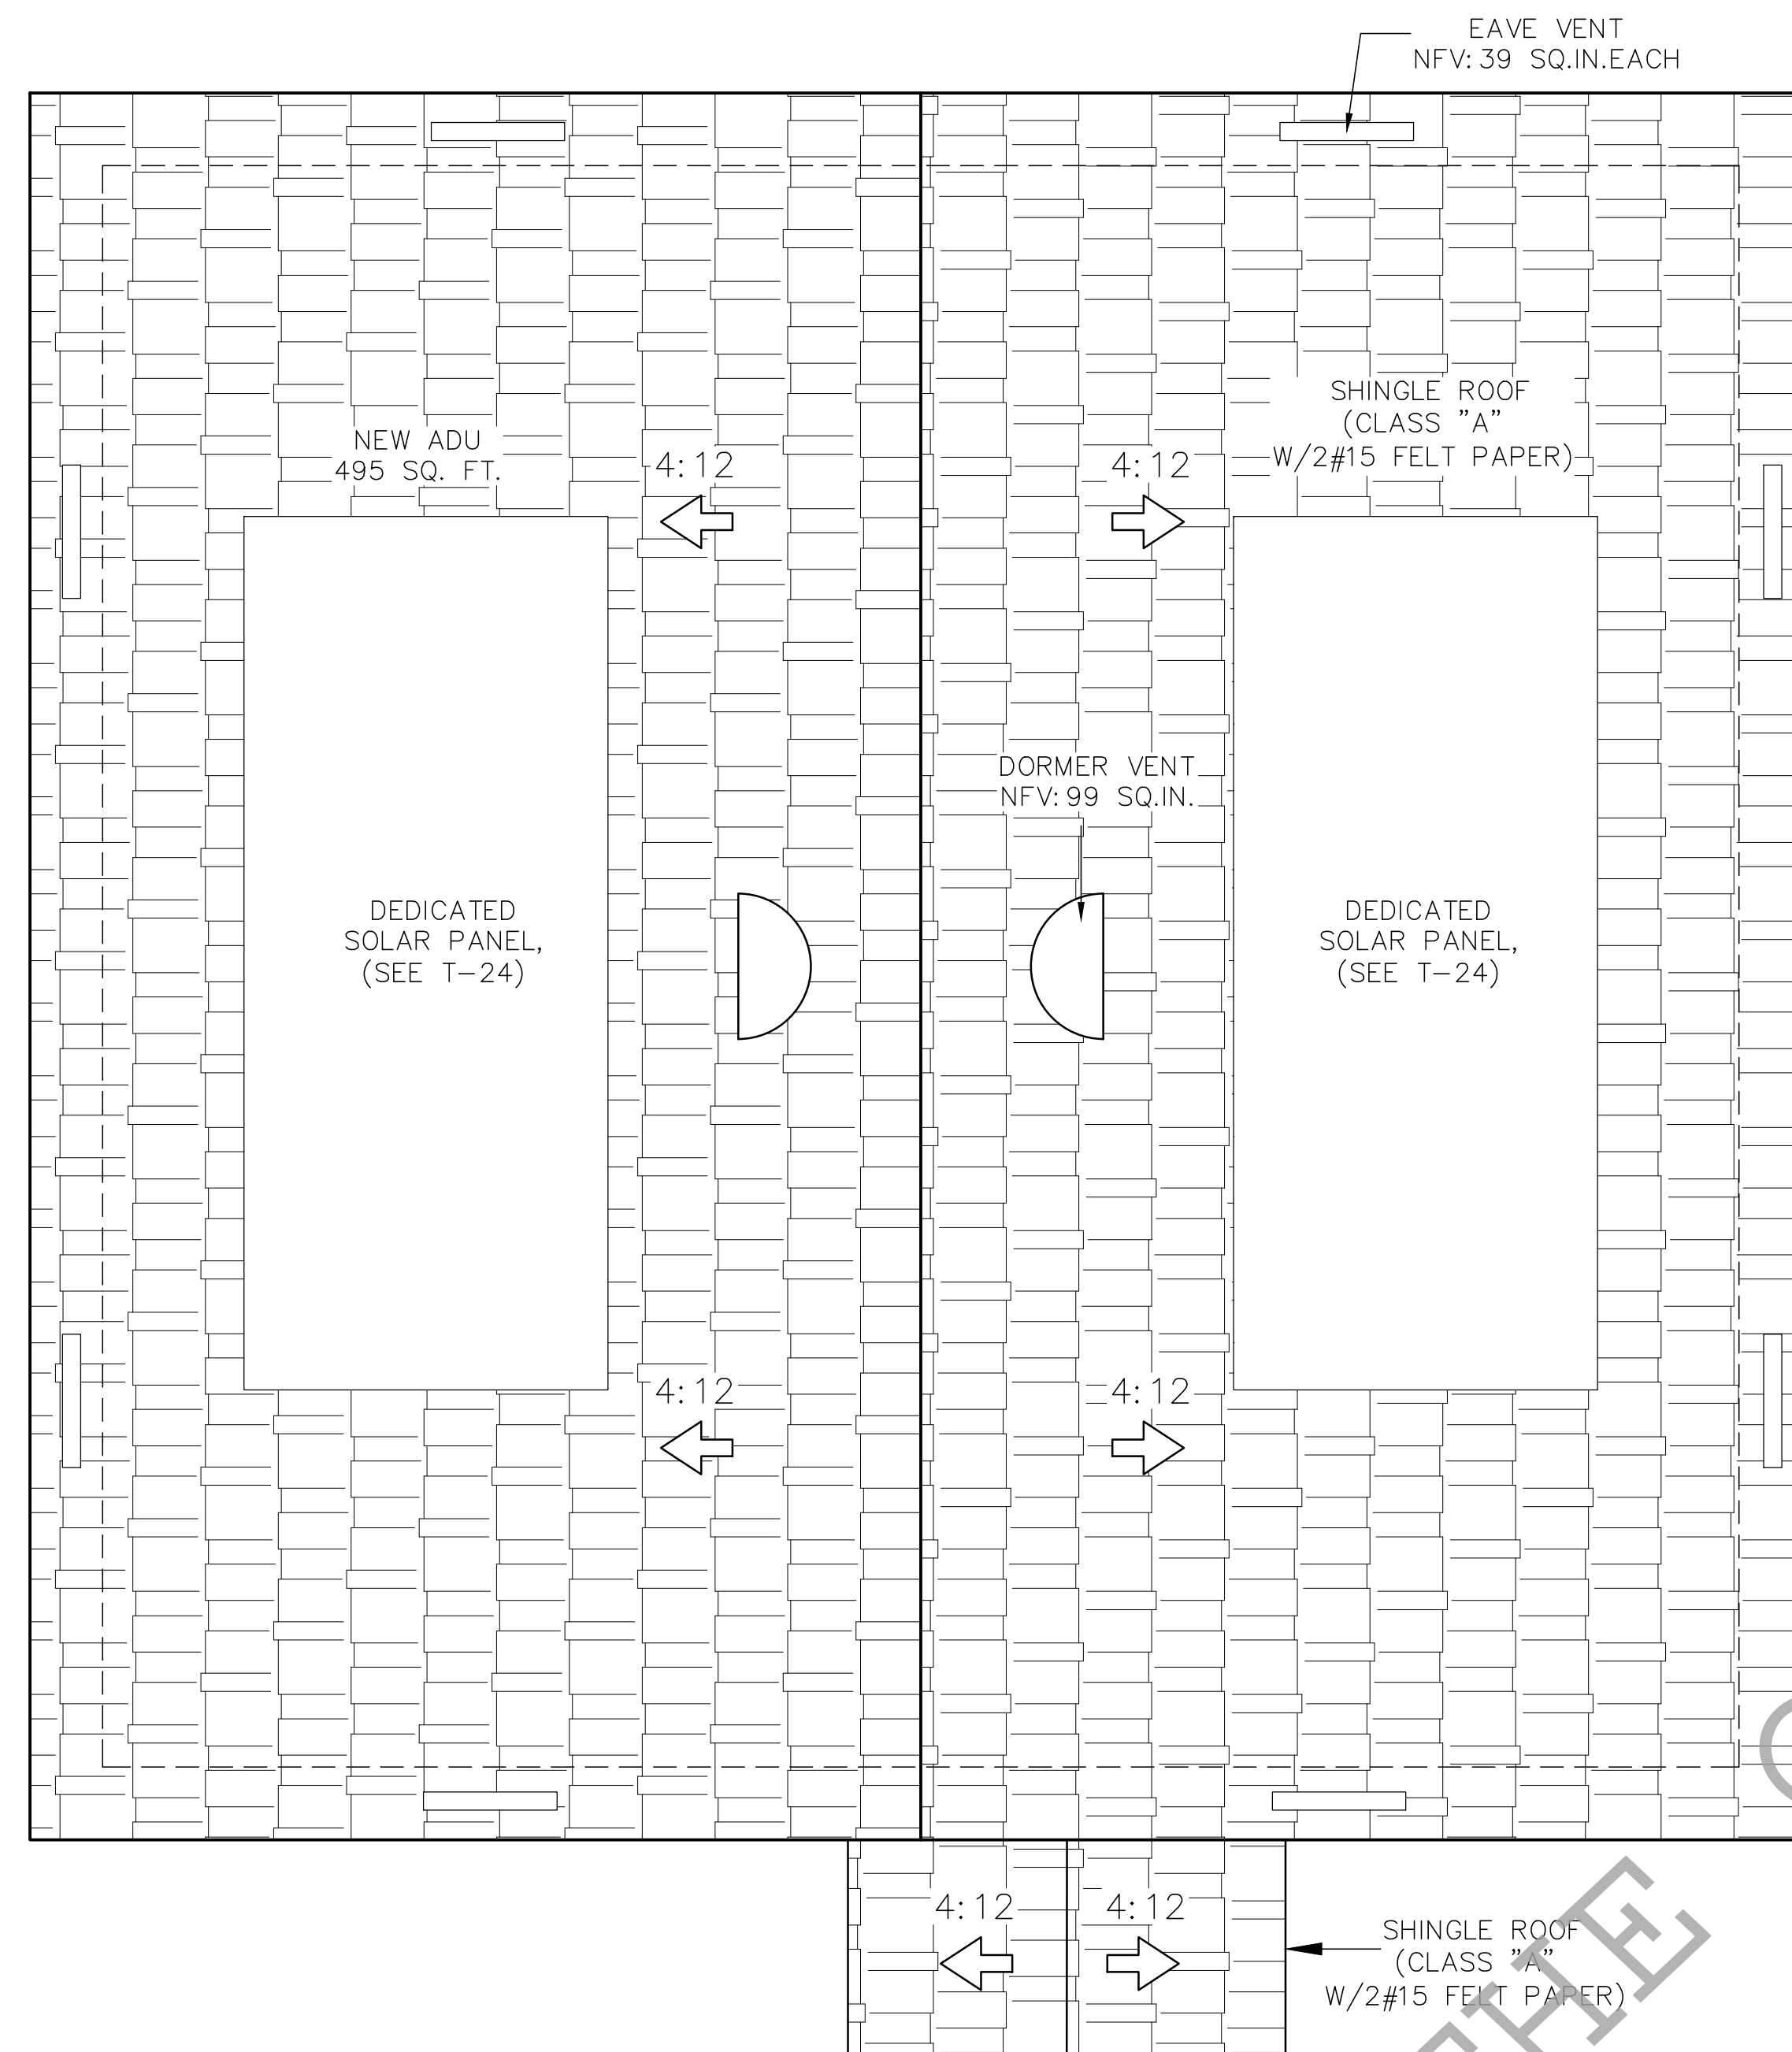 EAVE VENT
NFV: 39 SQ.IN.EACH
SHINGLE ROOF
(CLASS "A"
W/2#15 FELT PAPER)
NEW ADU
495 SQ. FT.
4:12
4:12
DORMER VENT
NFV: 99 SQ.IN.
DEDICATED
SOLAR PANEL,
(SEE T-24)
DEDICATED
SOLAR PANEL,
(SEE T-24)
4:12
4:12
4:12
4:12
SHINGLE ROOF
(CLASS "A"
W/2#15 FELT PAPER)
THE